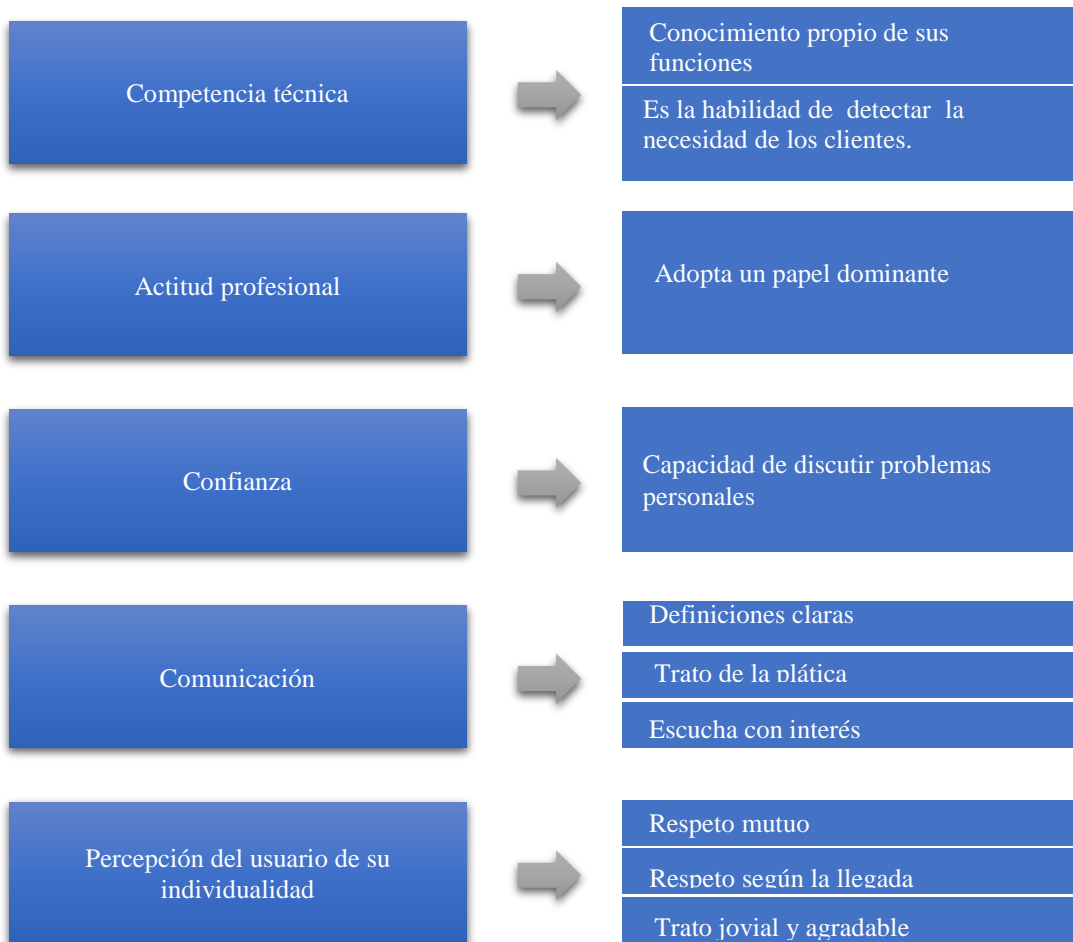 Competencia técnica
Conocimiento propio de sus
funciones
Es la habilidad de detectar la
necesidad de los clientes.
Actitud profesional
Adopta un papel dominante
Confianza
Capacidad de discutir problemas
personales
Comunicación
Definiciones claras
Trato de la plática
Escucha con interés
Percepción del usuario de su
individualidad
Respeto mutuo
Respeto según la llegada
Trato jovial y agradable